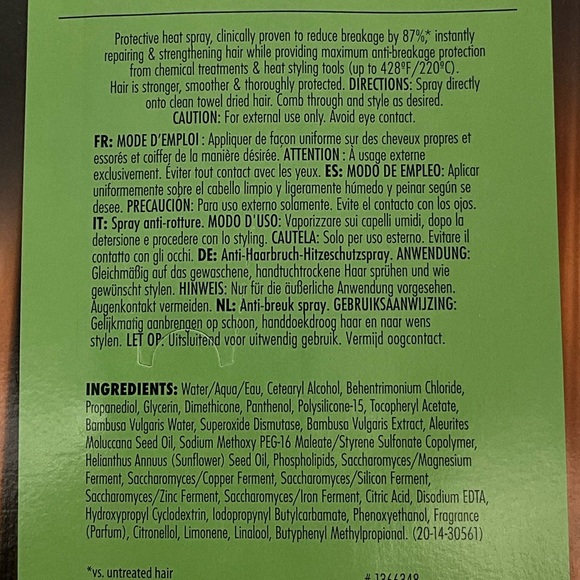 Protective heat spray, clinically proven to reduce breakage by 87%,* instantly
repairing & strengthening hair while providing maximum anti-breakage protection
from chemical treatments & heat styling tools (up to 428ºF/220ºC).
Hair is stronger, smoother & thoroughly protected. DIRECTIONS: Spray directly
onto clean towel dried hair. Comb through and style as desired.
CAUTION: For external use only. Avoid eye contact.
FR: MODE D'EMPLOI : Appliquer de façon uniforme sur des cheveux propres et
essorés et coiffer de la manière désirée. ATTENTION : À usage externe
exclusivement. Éviter tout contact avec les yeux. ES: MODO DE EMPLEO: Aplicar
uniformemente sobre el cabello limpio y ligeramente húmedo y peinar según se
desee. PRECAUCIÓN: Para uso externo solamente. Evite el contacto con los ojos.
IT: Spray anti-rotture. MODO D'USO: Vaporizzare sui capelli umidi, dopo la
detersione e procedere con lo styling. CAUTELA: Solo per uso esterno. Evitare il
contatto con gli occhi. DE: Anti-Haarbruch-Hitzeschutzspray. ANWENDUNG:
Gleichmäßig auf das gewaschene, handtuchtrockene Haar sprühen und wie
gewünscht stylen. HINWEIS: Nur für die äußerliche Anwendung vorgesehen.
Augenkontakt vermeiden. NL: Anti-breuk spray. GEBRUIKSAANWIJZING:
Gelijkmatig aanbrengen op schoon, handdoekdroog haar en naar wens
stylen. LET OP: Uitsluitend voor uitwendig gebruik. Vermijd oogcontact.
INGREDIENTS: Water/Aqua/Eau, Cetearyl Alcohol, Behentrimonium Chloride,
Propanediol, Glycerin, Dimethicone, Panthenol, Polysilicone-15, Tocopheryl Acetate,
Bambusa Vulgaris Water, Superoxide Dismutase, Bambusa Vulgaris Extract, Aleurites
Moluccana Seed Oil, Sodium Methoxy PEG-16 Maleate/Styrene Sulfonate Copolymer,
Helianthus Annuus (Sunflower) Seed Oil, Phospholipids, Saccharomyces/Magnesium
Ferment, Saccharomyces/Copper Ferment, Saccharomyces/Silicon Ferment,
Saccharomyces/Zinc Ferment, Saccharomyces/Iron Ferment, Citric Acid, Disodium EDTA,
Hydroxypropyl Cyclodextrin, Iodopropynyl Butylcarbamate, Phenoxyethanol, Fragrance
(Parfum), Citronellol, Limonene, Linalool, Butyphenyl Methylpropional. (20-14-30561)
*vs. untreated hair
# 1366348